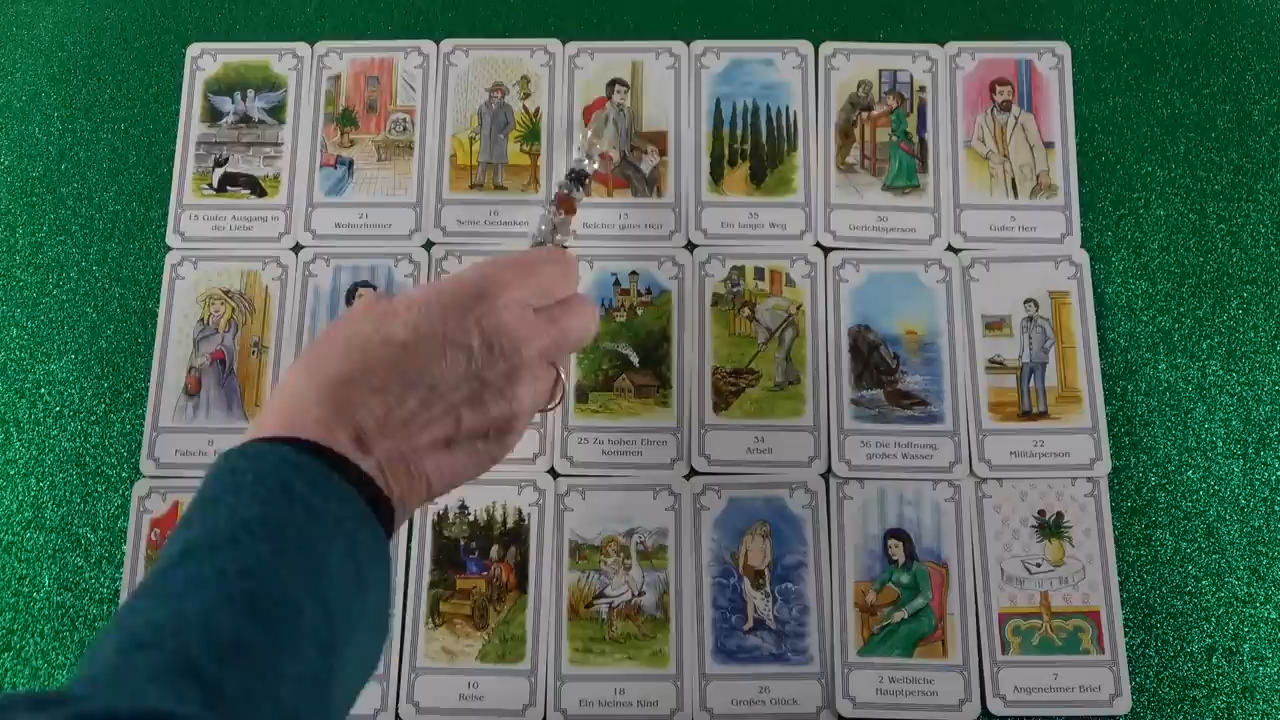 15 Guter Ausgang in
der Liebe
21
Wohnzimmer
16
Seine Gedanken
13
Reicher guter Herr
35
Ein langer Weg
30
Gerichtsperson
5
Guter Herr
8
Falsche
25 Zu hohen Ehren
kommen
34
Arbeit
36 Die Hoffnung,
großes Wasser
22
Militärperson
10
Reise
18
Ein kleines Kind
26
Großes Glück
2 Weibliche
Hauptperson
7
Angenehmer Brief